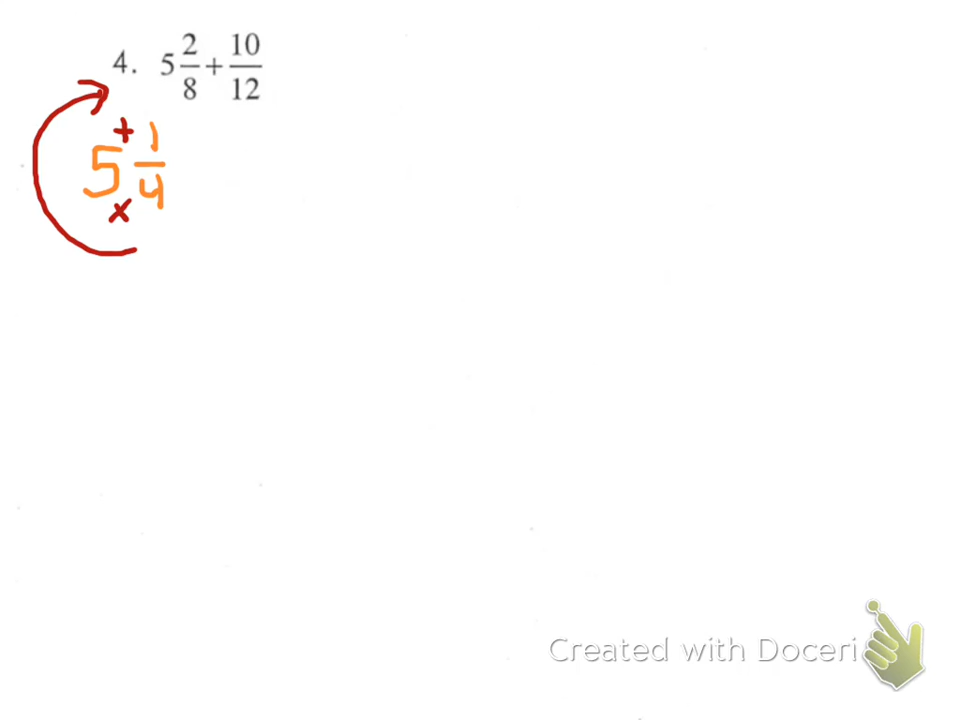 4. 5 2/8 + 10/12
+
5 1/4
x
Created with Doceri